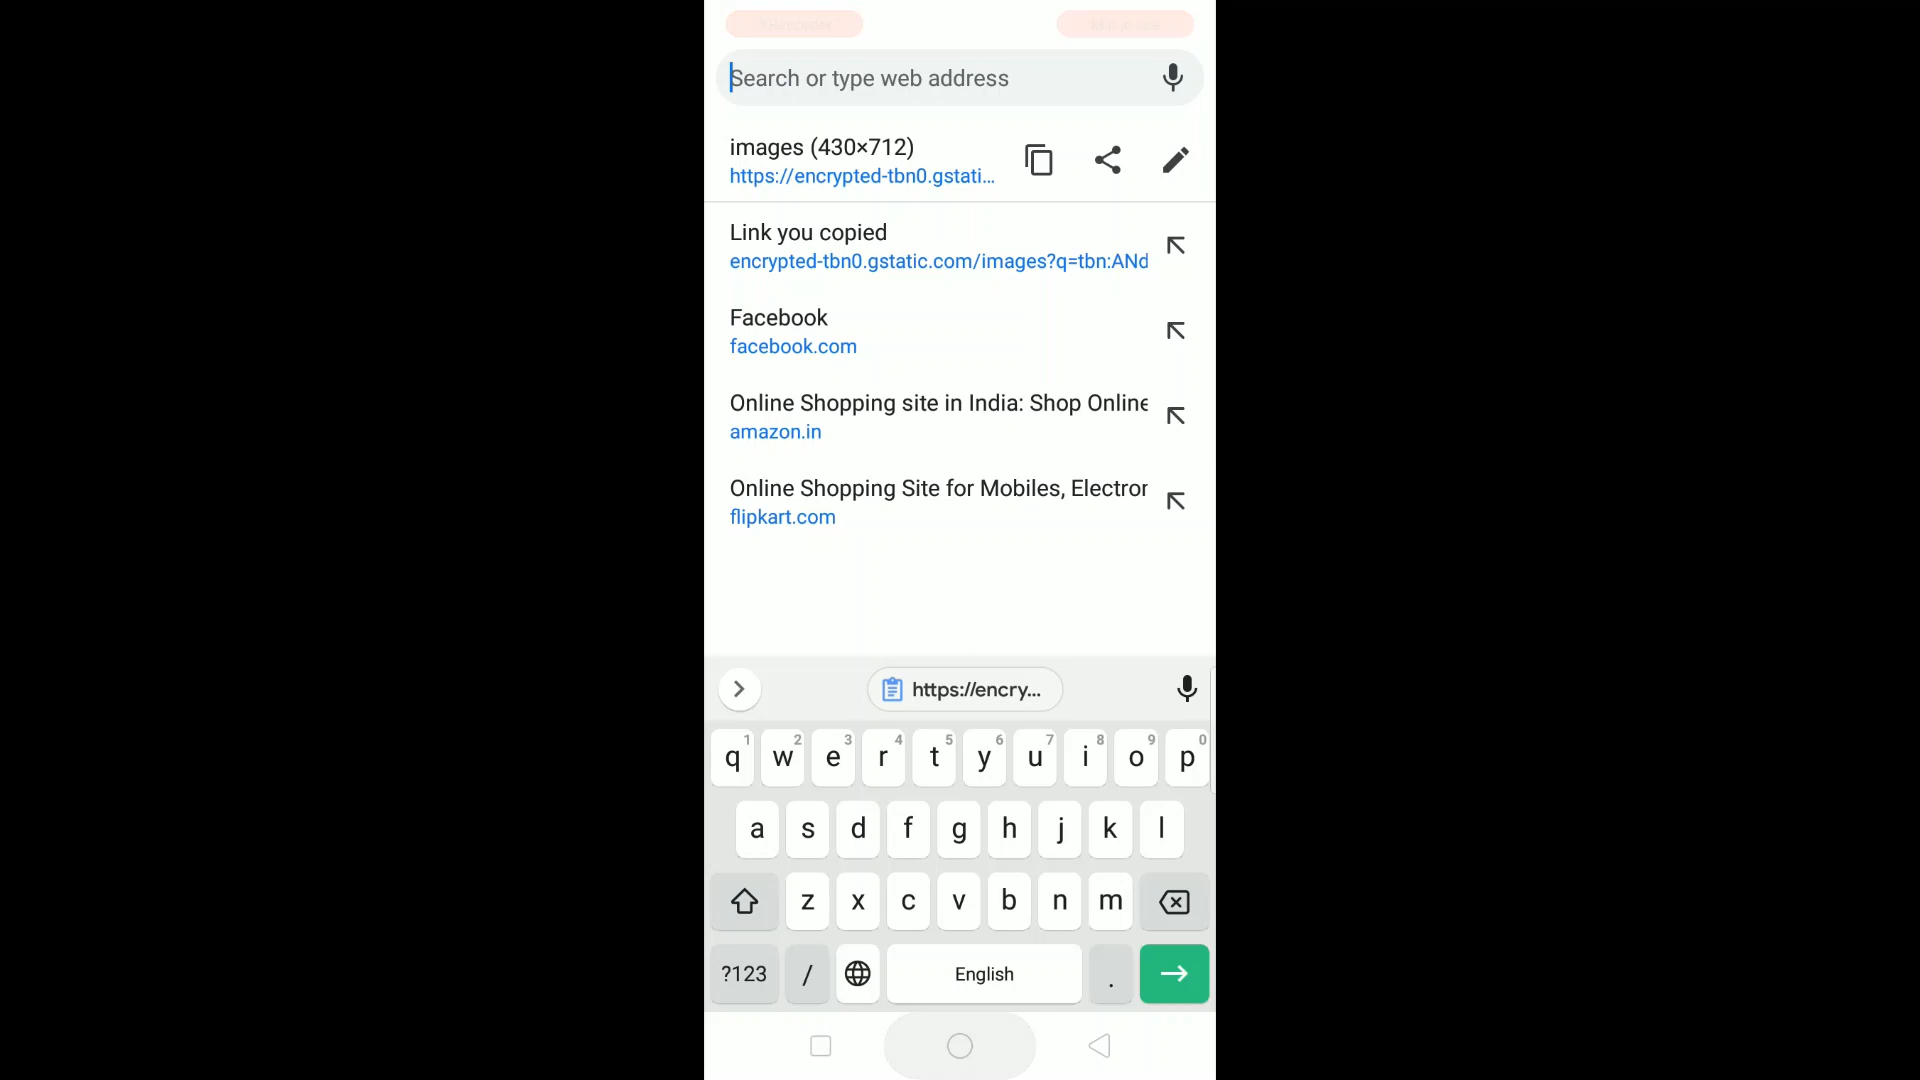 Search or type web address
images (430×712)
https://encrypted-tbn0.gstati...
Link you copied
encrypted-tbn0.gstatic.com/images?q=tbn:ANd
Facebook
facebook.com
Online Shopping site in India: Shop Online
amazon.in
Online Shopping Site for Mobiles, Electron
flipkart.com
https://encry...
1 2 3 4 5 6 7 8 9 0
q w e r t y u i o p
a s d f g h j k l
z x c v b n m
?123 / English .